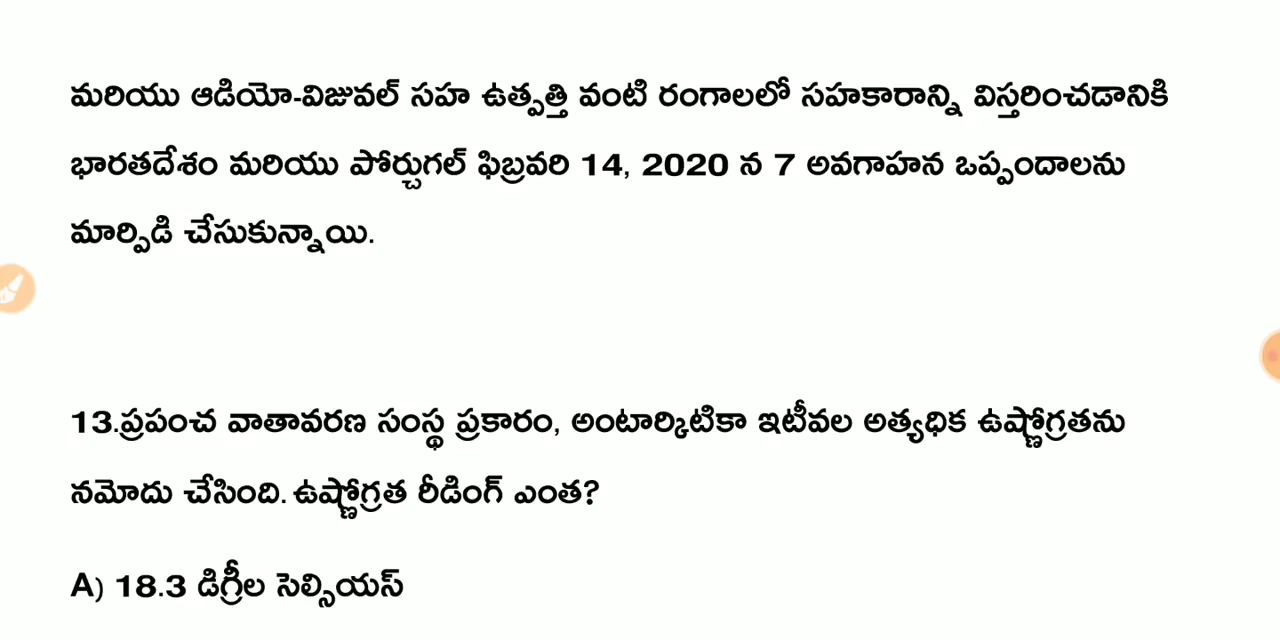 మరియు ఆడియో-విజువల్ సహ ఉత్పత్తి వంటి రంగాలలో సహకారాన్ని విస్తరించడానికి
భారతదేశం మరియు పోర్చుగల్ ఫిబ్రవరి 14, 2020 న 7 అవగాహన ఒప్పందాలను
మార్పిడి చేసుకున్నాయి.
13.ప్రపంచ వాతావరణ సంస్థ ప్రకారం, అంటార్కిటికా ఇటీవల అత్యధిక ఉష్ణోగ్రతను
నమోదు చేసింది. ఉష్ణోగ్రత రీడింగ్ ఎంత?
A) 18.3 డిగ్రీల సెల్సియస్